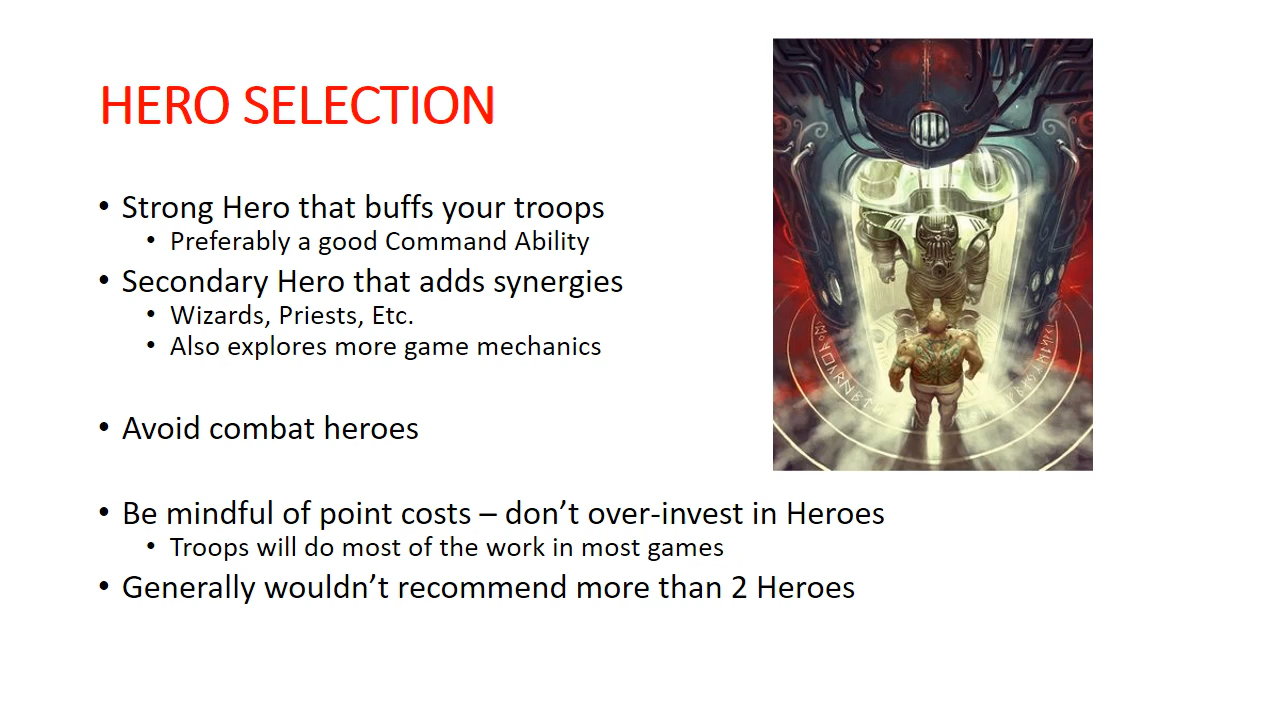 HERO SELECTION
• Strong Hero that buffs your troops
• Preferably a good Command Ability
• Secondary Hero that adds synergies
• Wizards, Priests, Etc.
• Also explores more game mechanics
• Avoid combat heroes
• Be mindful of point costs – don’t over-invest in Heroes
• Troops will do most of the work in most games
• Generally wouldn’t recommend more than 2 Heroes